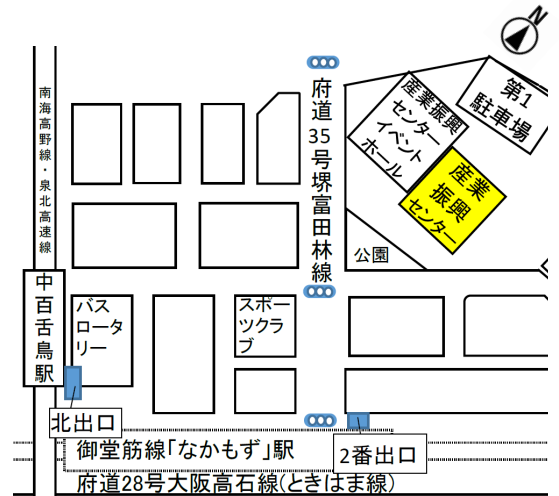 N
南海高野線・泉北高速線
府道35号堺富田林線
第1
駐車場
産業振興
センター
イベント
ホール
産業
振興
センター
公園
中百舌鳥駅
バス
ロータ
リー
スポー
ツクラ
ブ
北出口
御堂筋線「なかもず」駅
2番出口
府道28号大阪高石線(ときはま線)